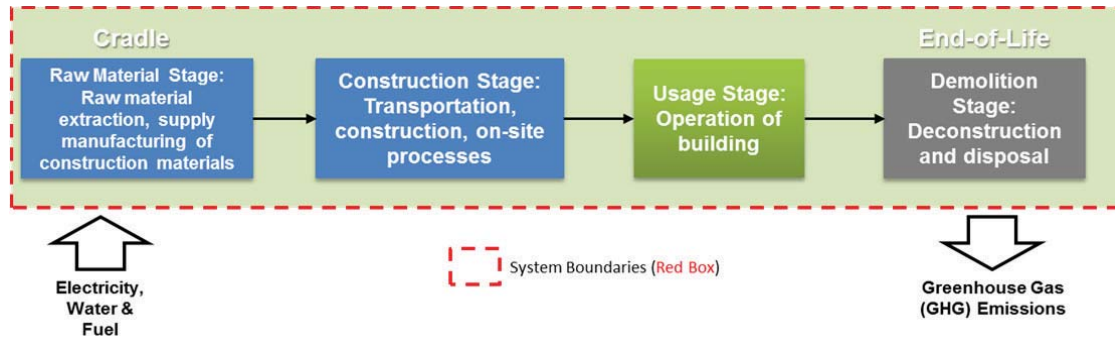 Cradle
Raw Material Stage:
Raw material
extraction, supply
manufacturing of
construction materials
Construction Stage:
Transportation,
construction, on-site
processes
Usage Stage:
Operation of
building
End-of-Life
Demolition
Stage:
Deconstruction
and disposal
Electricity,
Water &
Fuel
System Boundaries (Red Box)
Greenhouse Gas
(GHG) Emissions